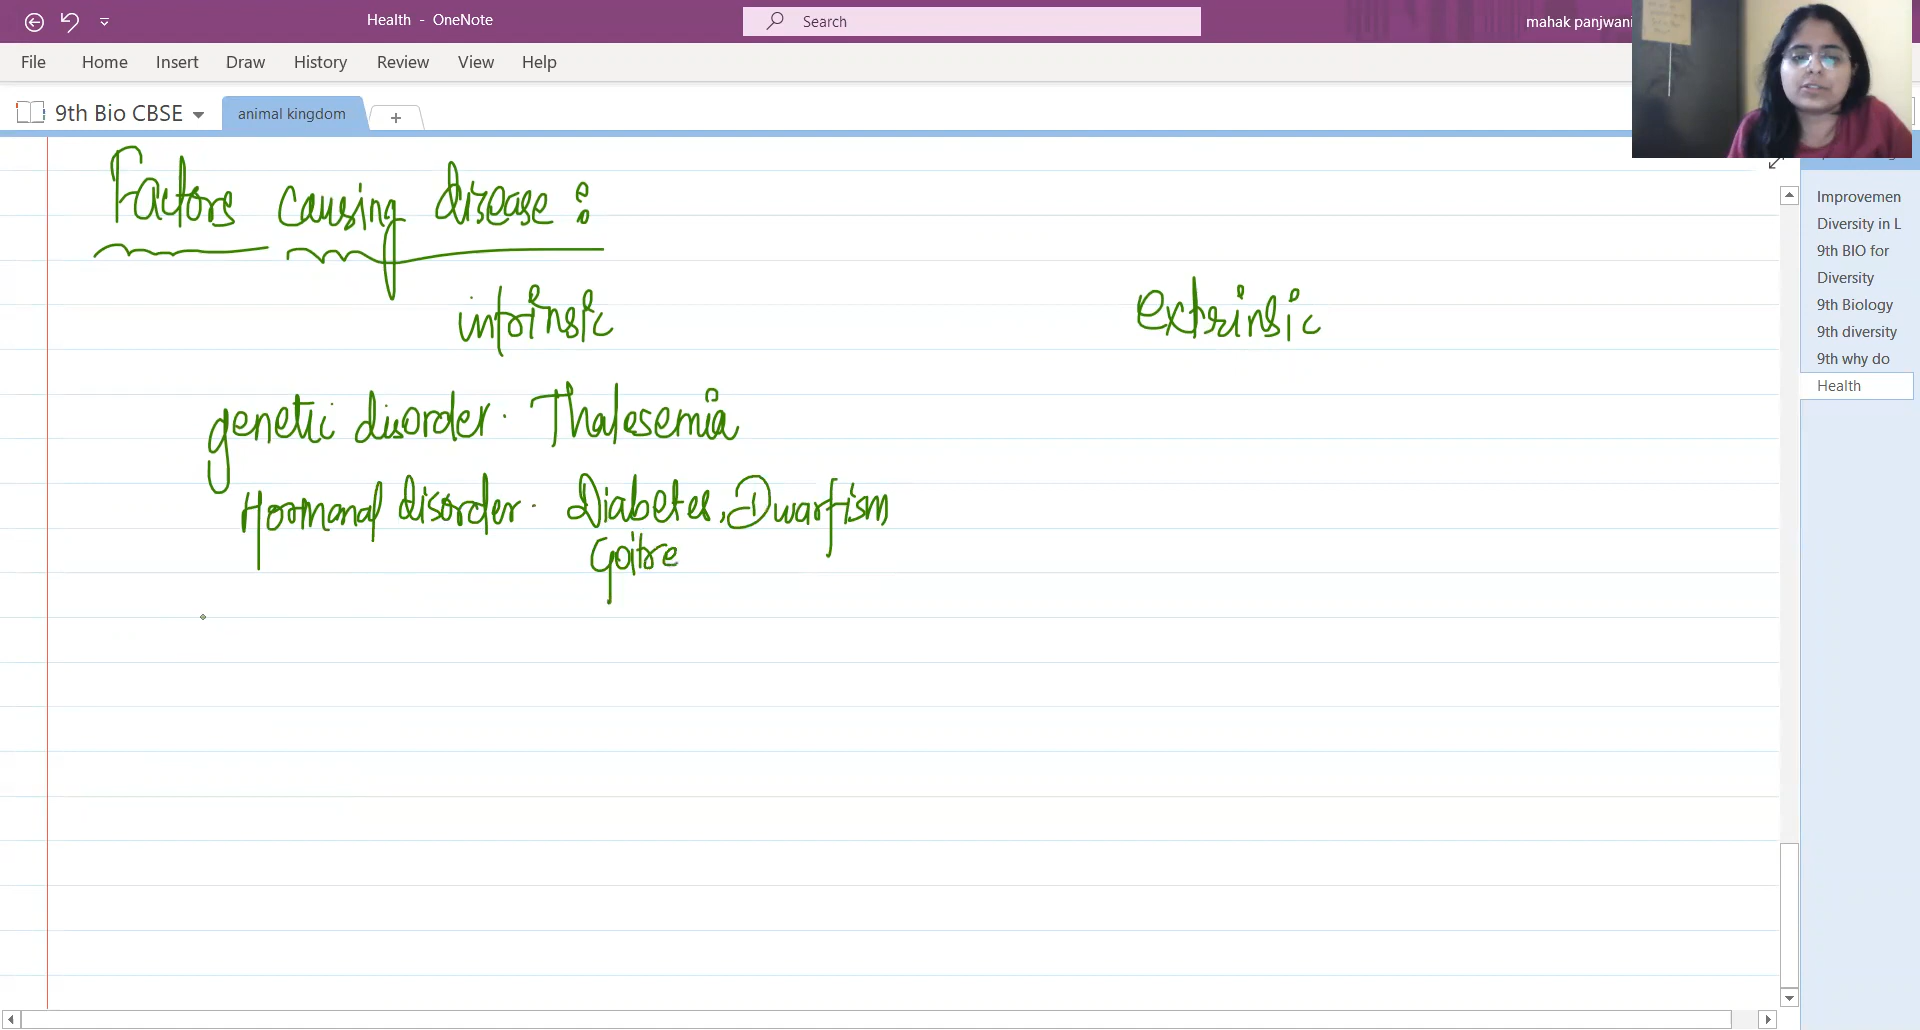 Health - OneNote
Search
mahak panjwani
File Home Insert Draw History Review View Help
9th Bio CBSE
animal kingdom
+
Factors causing disease :
intrinsic
extrinsic
genetic disorder. Thalesemia
Hormonal disorder. Diabetes, Dwarfism
Goitre
Improvemen
Diversity in L
9th BIO for
Diversity
9th Biology
9th diversity
9th why do
Health